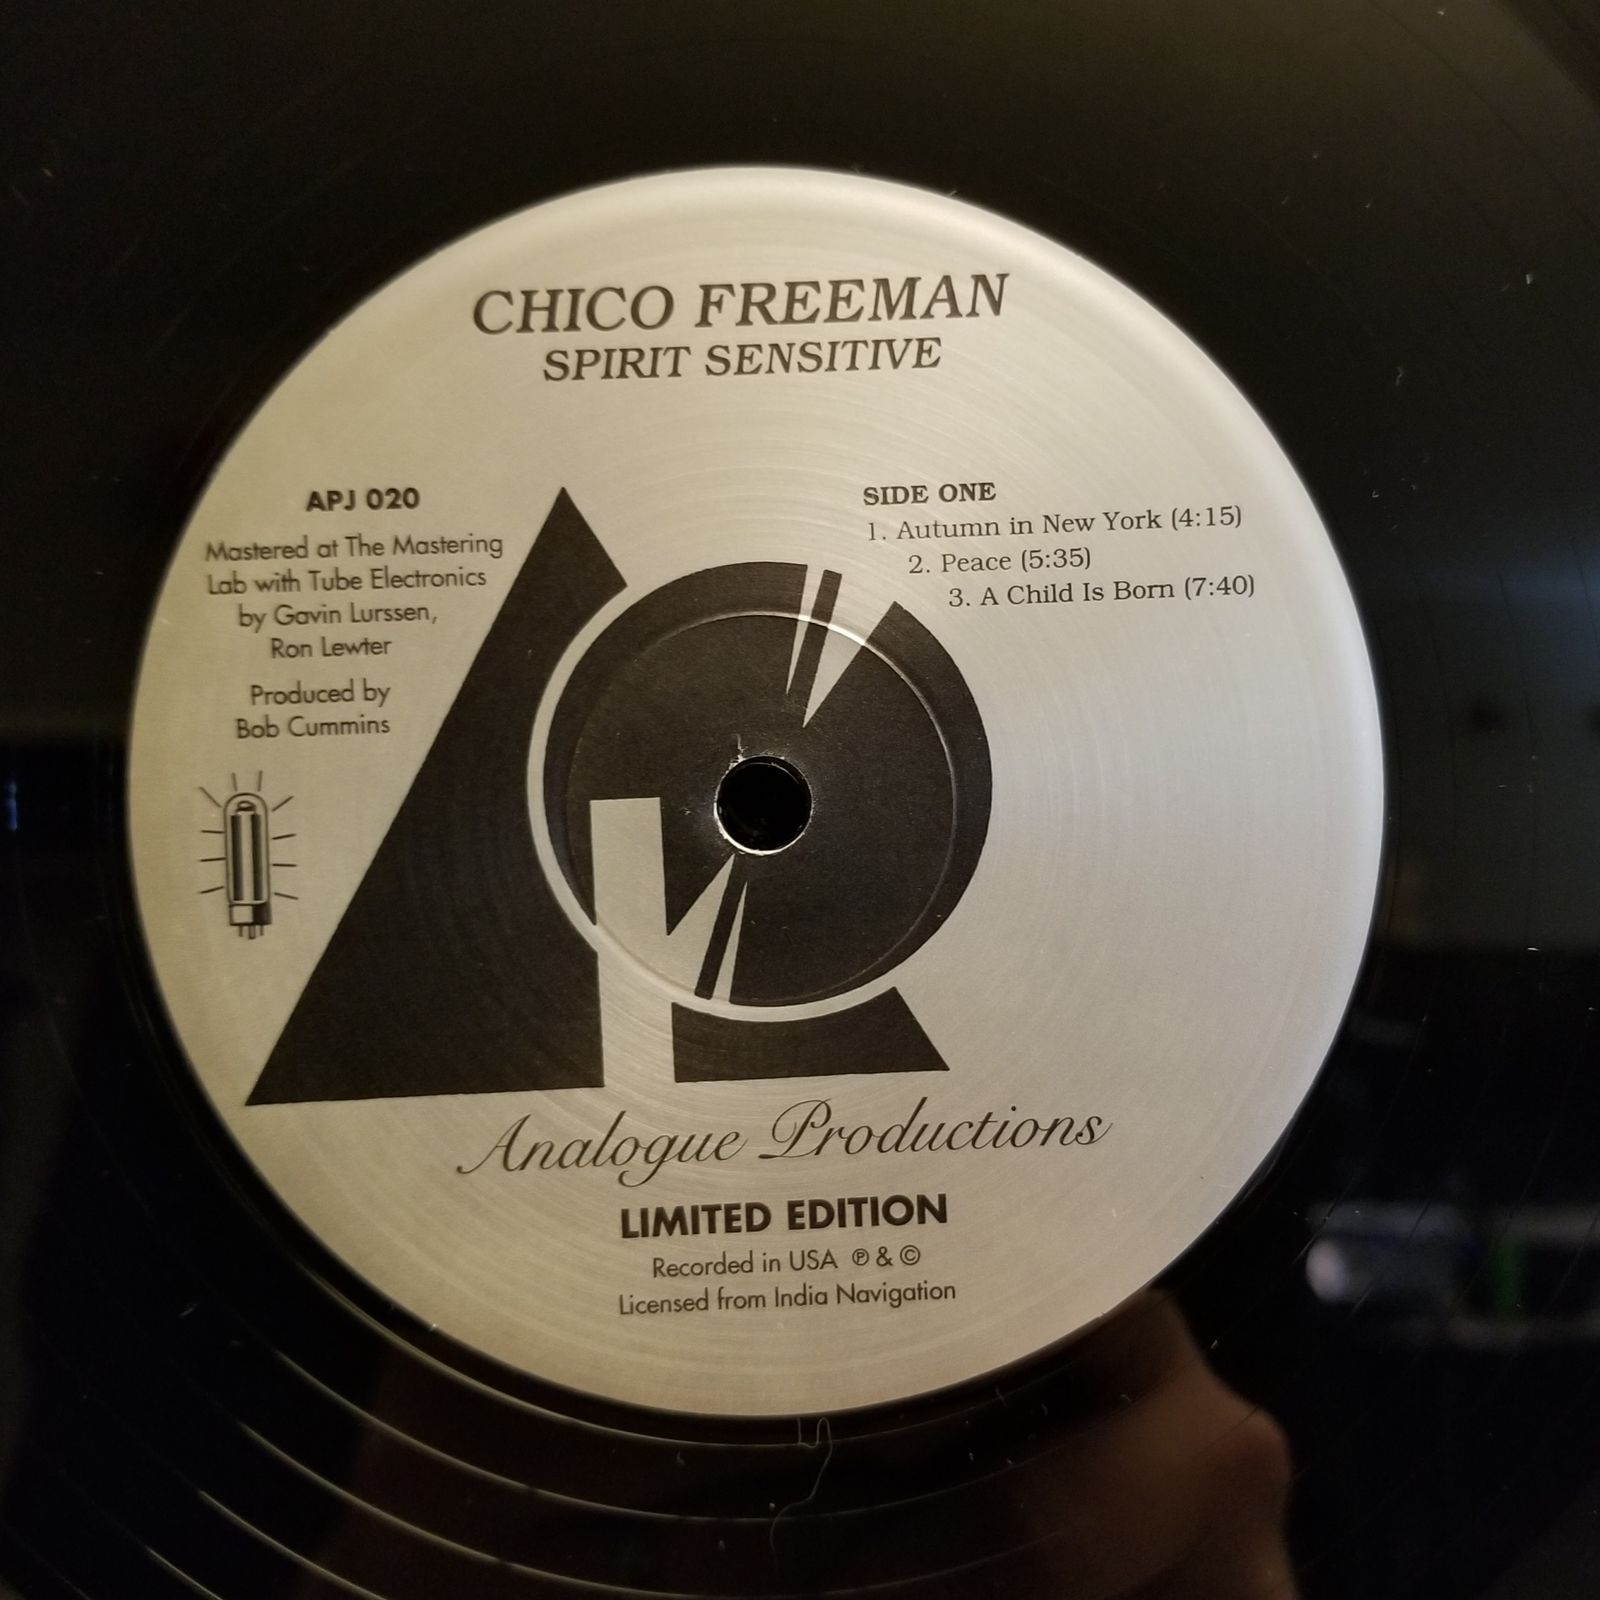 CHICO FREEMAN
SPIRIT SENSITIVE
APJ 020
Mastered at The Mastering
Lab with Tube Electronics
by Gavin Lurssen,
Ron Lewter
Produced by
Bob Cummins
SIDE ONE
1. Autumn in New York (4:15)
2. Peace (5:35)
3. A Child Is Born (7:40)
Analogue Productions
LIMITED EDITION
Recorded in USA ℗ & ©
Licensed from India Navigation